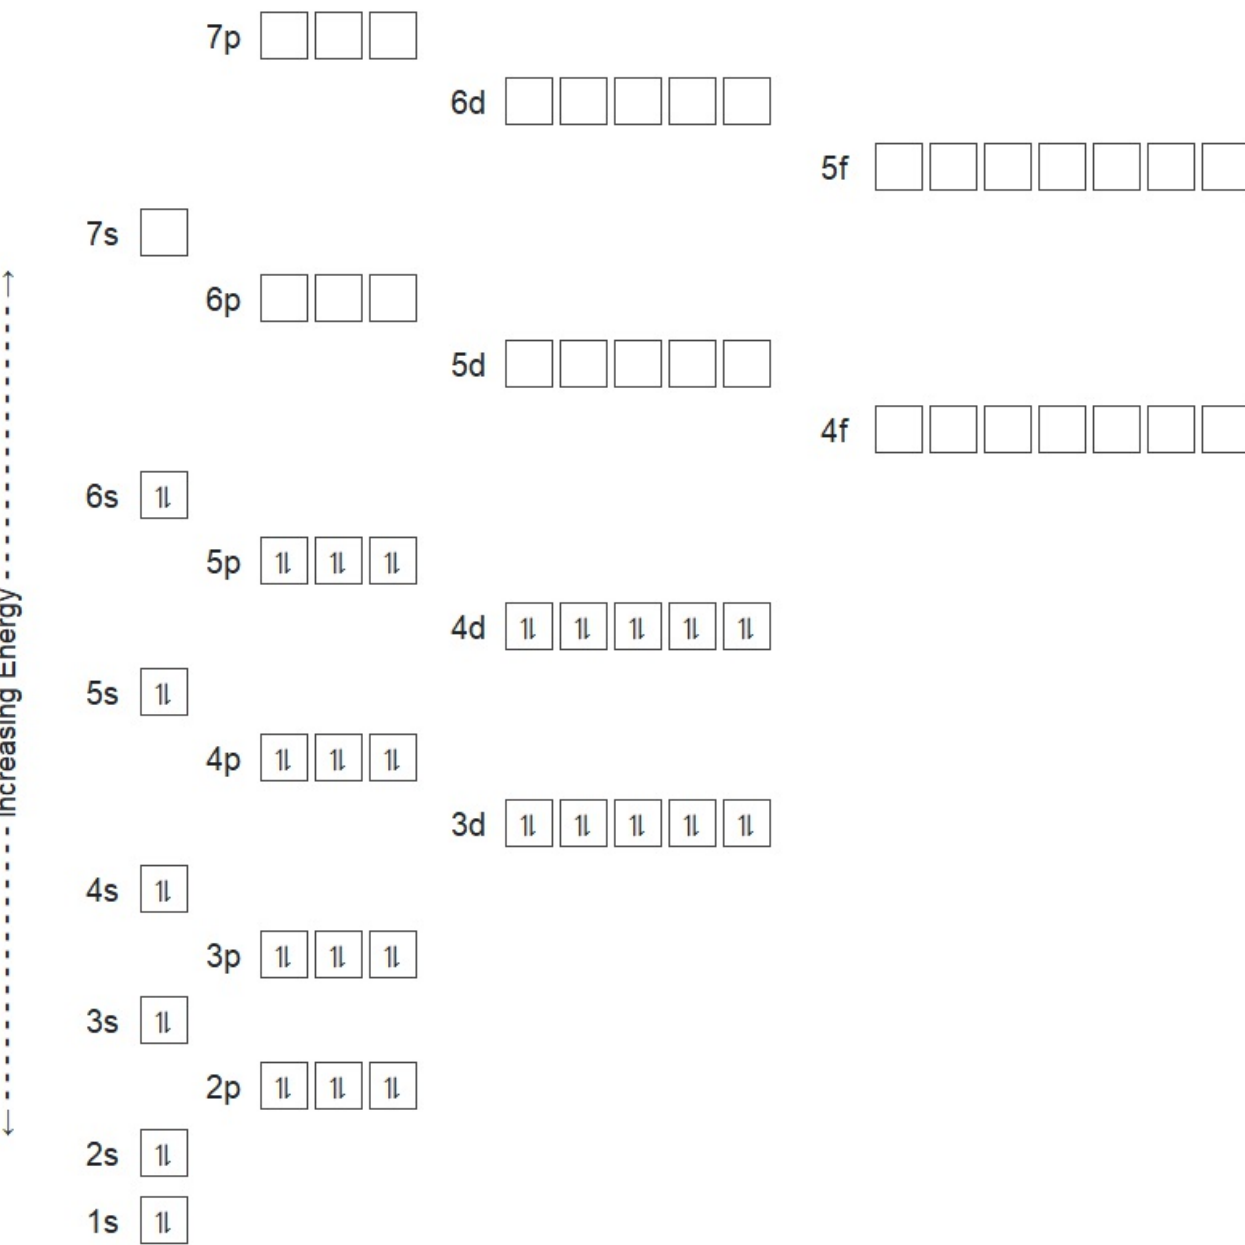 7p
6d
5f
7s
6p
5d
4f
6s ⥮
5p ⥮ ⥮ ⥮
4d ⥮ ⥮ ⥮ ⥮ ⥮
5s ⥮
4p ⥮ ⥮ ⥮
3d ⥮ ⥮ ⥮ ⥮ ⥮
4s ⥮
3p ⥮ ⥮ ⥮
3s ⥮
2p ⥮ ⥮ ⥮
2s ⥮
1s ⥮
Increasing Energy